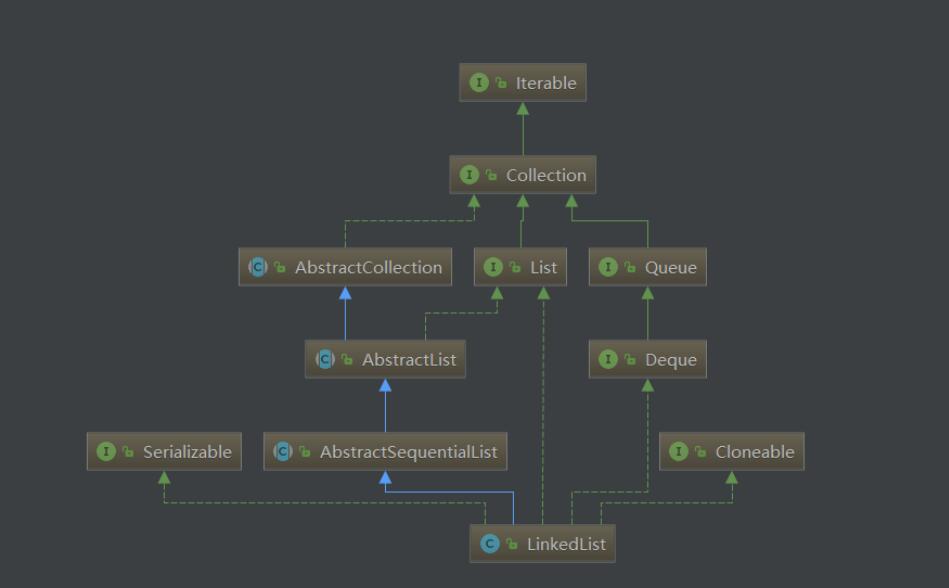 I Iterable
I Collection
C AbstractCollection
I List
I Queue
C AbstractList
I Deque
I Serializable
C AbstractSequentialList
I Cloneable
C LinkedList